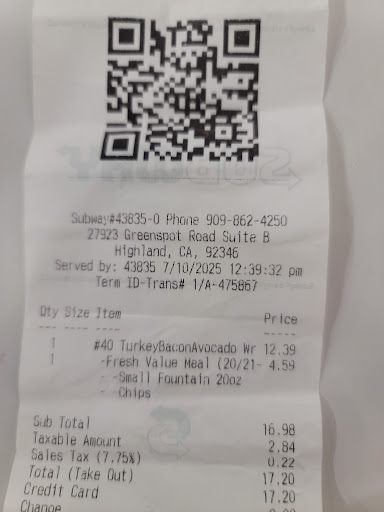 Subway#43835-0 Phone 909-862-4250
27923 Greenspot Road Suite B
Highland, CA, 92346
Served by: 43835 7/10/2025 12:39:32 pm
Term ID-Trans# 1/A-475867
Qty Size Item Price
--- ---- ---- -----
1 #40 TurkeyBaconAvocado Wr 12.39
1 -Fresh Value Meal (20/21- 4.59
- -Small Fountain 20oz
- Chips
Sub Total 16.98
Taxable Amount 2.84
Sales Tax (7.75%) 0.22
Total (Take Out) 17.20
Credit Card 17.20
Change